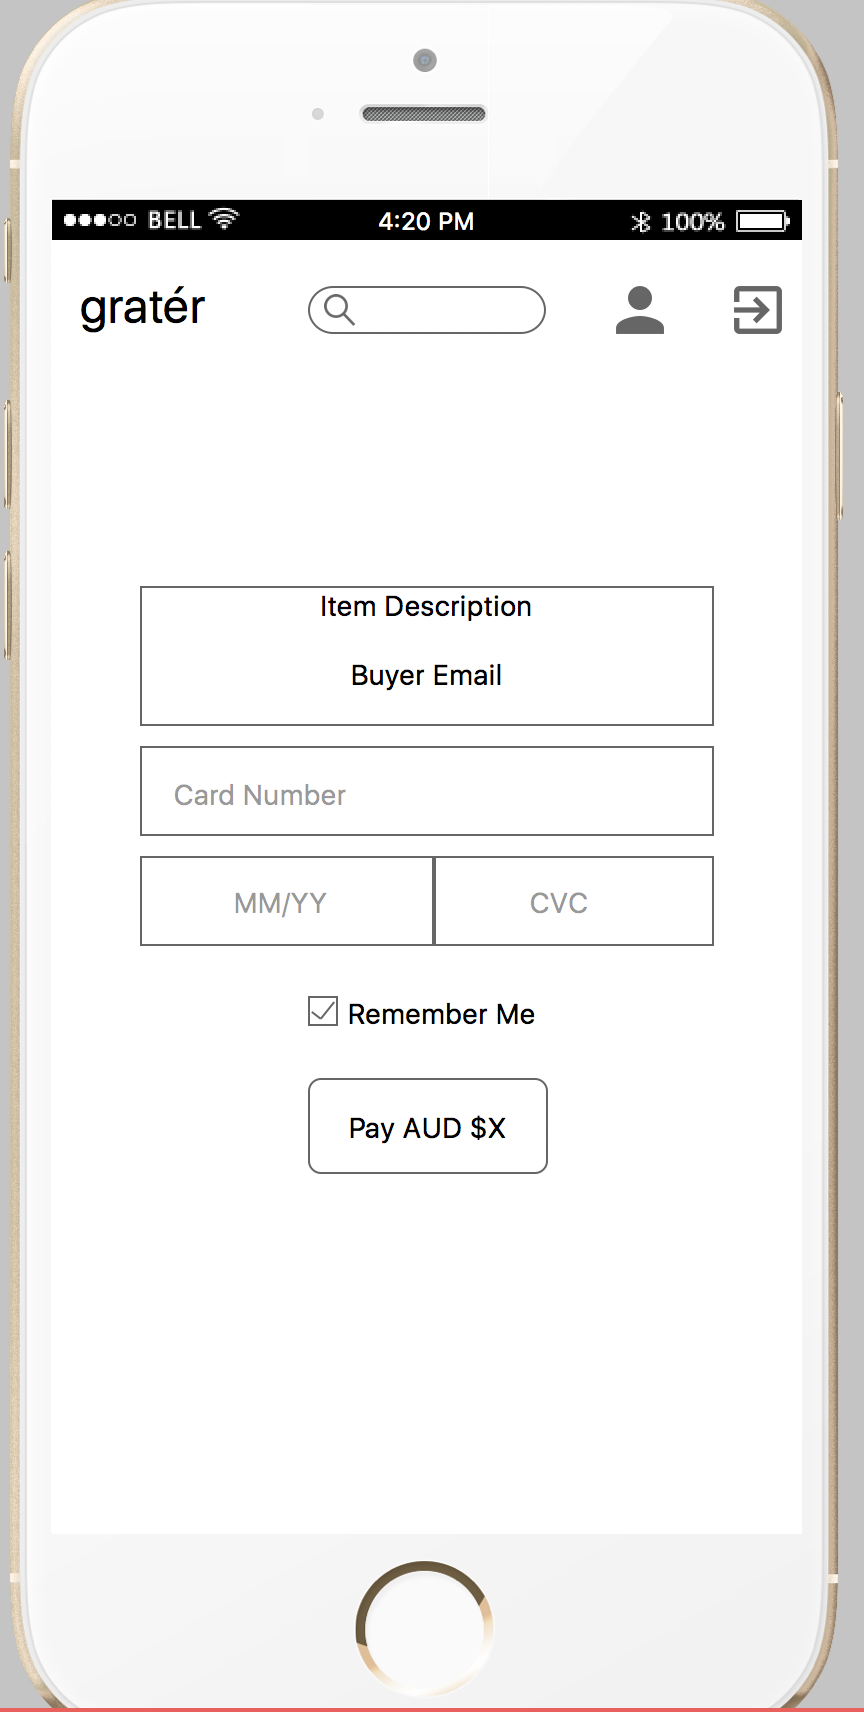 BELL 4:20 PM 100%
gratér
Item Description
Buyer Email
Card Number
MM/YY CVC
Remember Me
Pay AUD $X